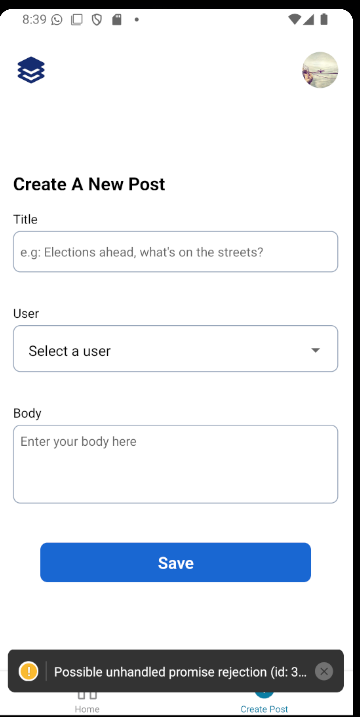 8:39
Create A New Post
Title
e.g: Elections ahead, what's on the streets?
User
Select a user
Body
Enter your body here
Save
Possible unhandled promise rejection (id: 3...
Home
Create Post